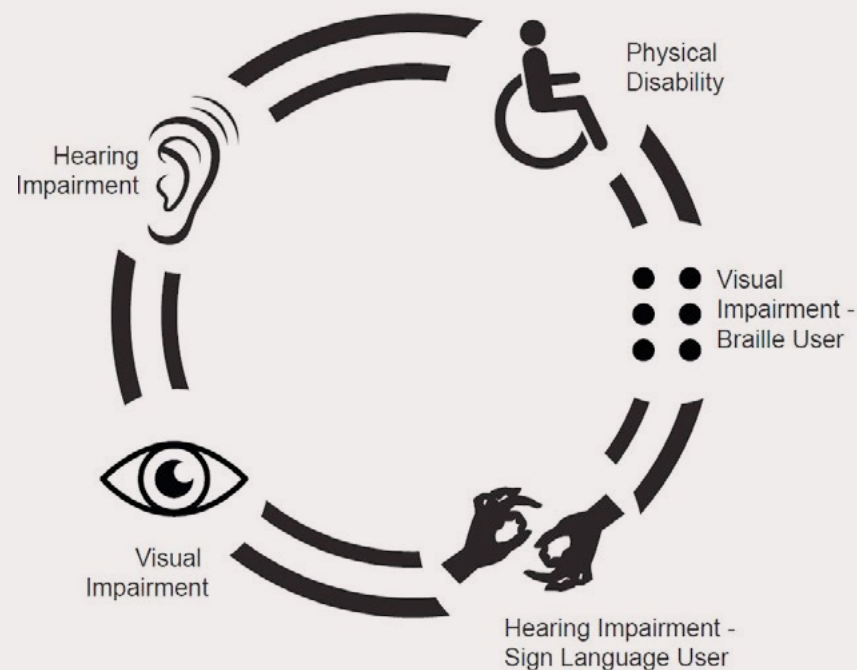 Physical
Disability
Hearing
Impairment
Visual
Impairment -
Braille User
Visual
Impairment
Hearing Impairment -
Sign Language User